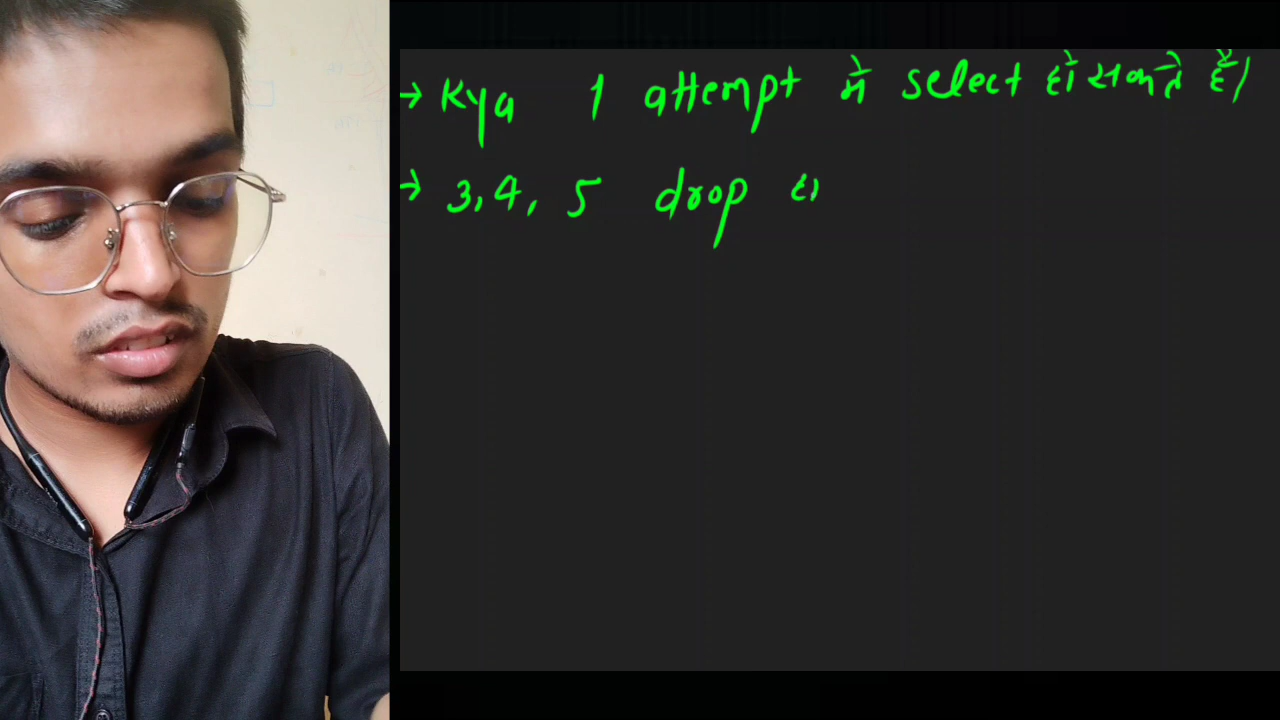 → Kya 1 attempt में select हो सकते है।
→ 3, 4, 5 drop